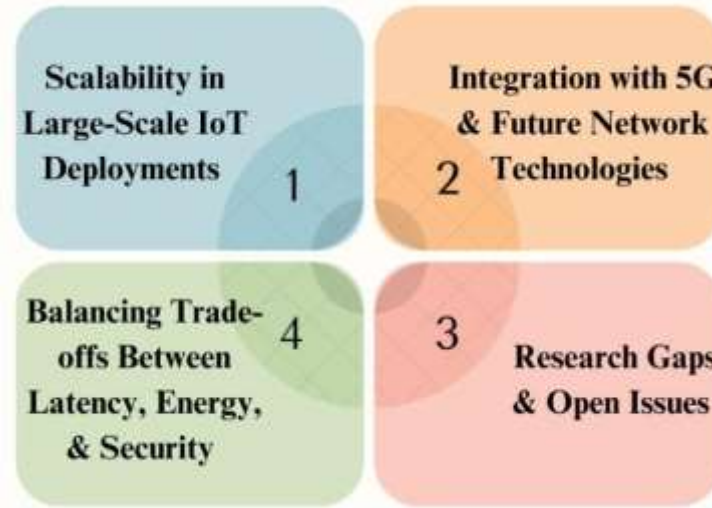 Scalability in
Large-Scale IoT
Deployments
1
Integration with 5G
& Future Network
Technologies
2
Balancing Trade-
offs Between
Latency, Energy,
& Security
4
3
Research Gaps
& Open Issues